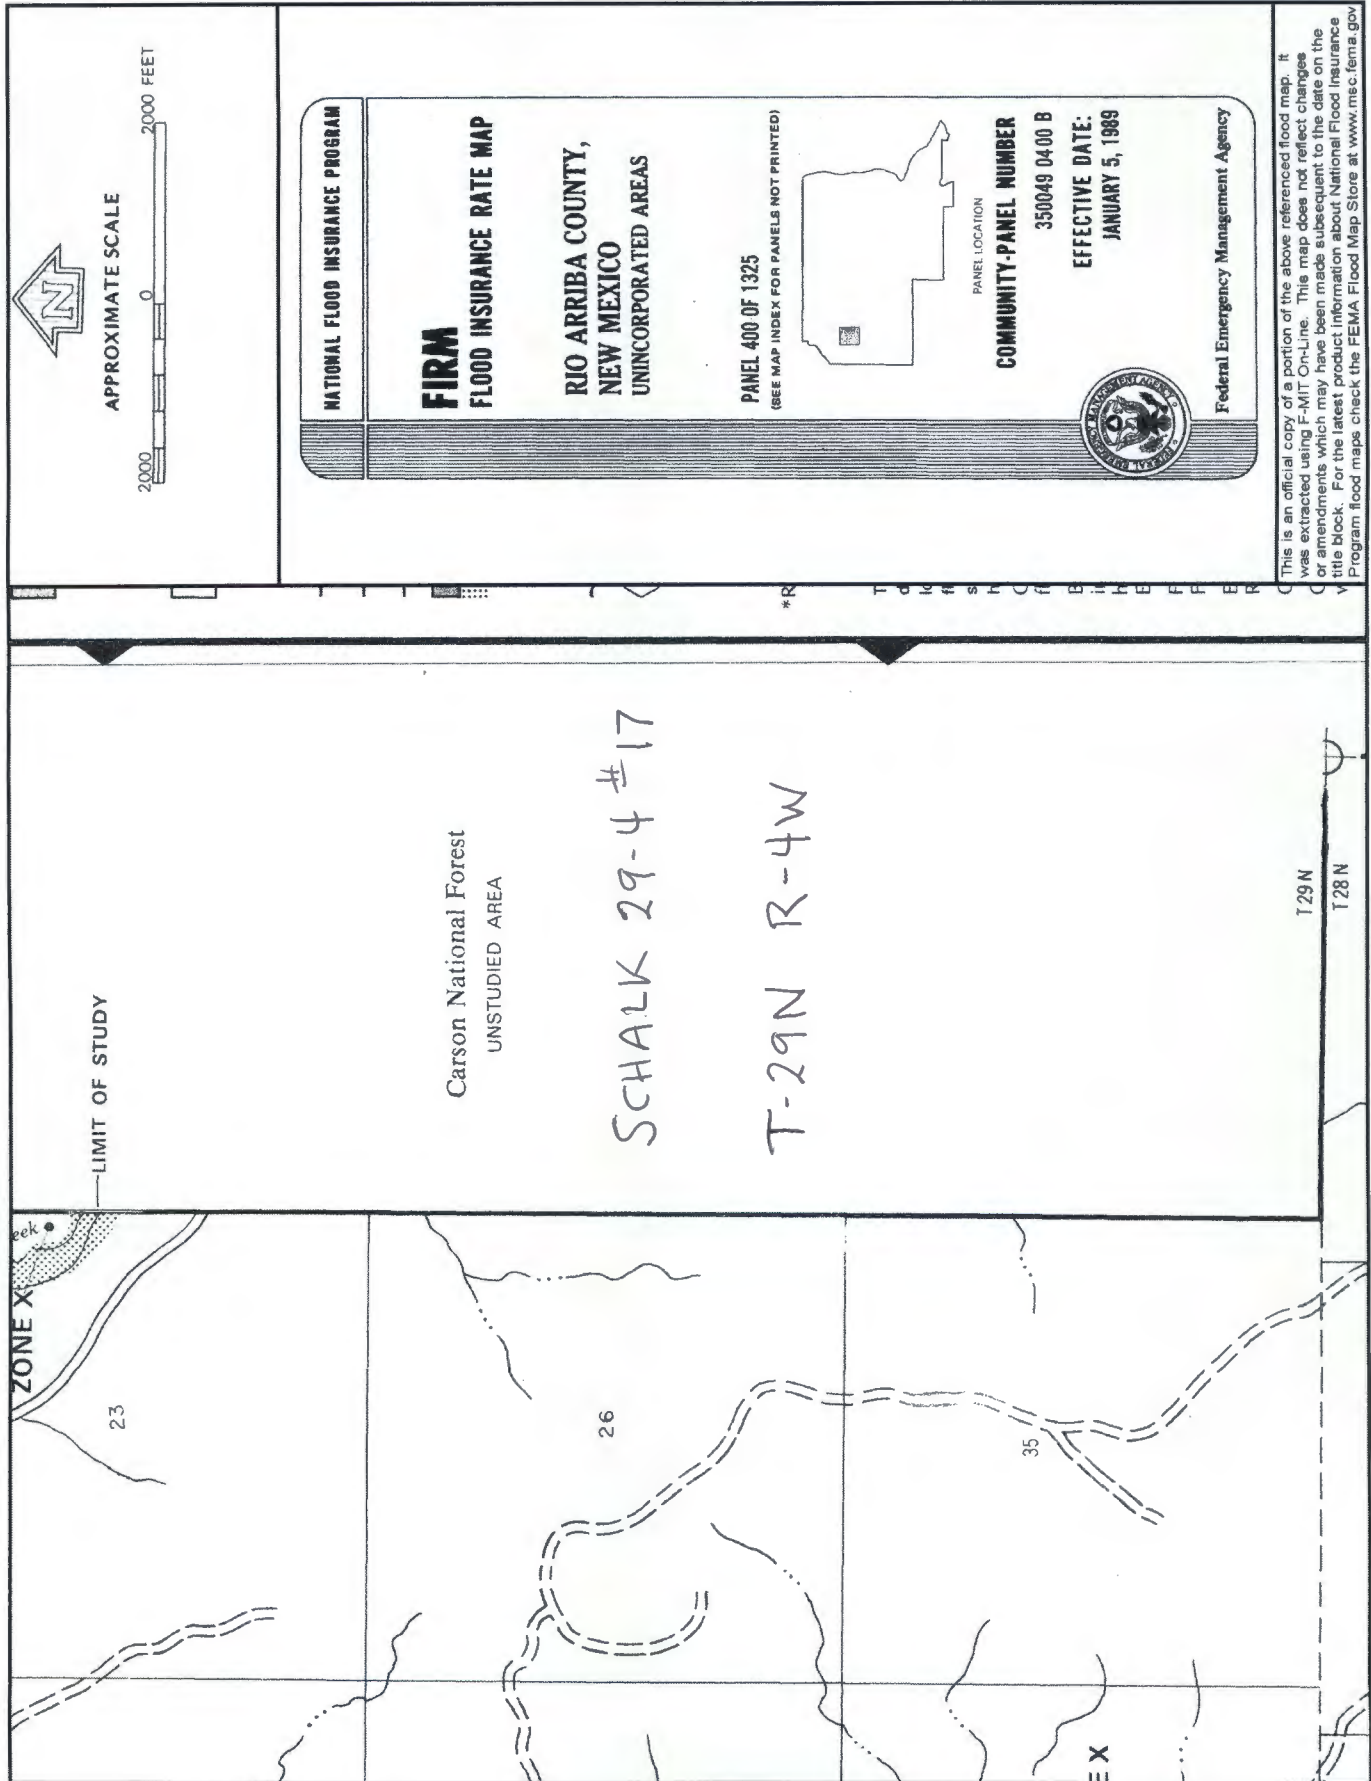 APPROXIMATE SCALE
2000 0 2000 FEET
N
NATIONAL FLOOD INSURANCE PROGRAM
FIRM
FLOOD INSURANCE RATE MAP
RIO ARRIBA COUNTY,
NEW MEXICO
UNINCORPORATED AREAS
PANEL 400 OF 1325
(SEE MAP INDEX FOR PANELS NOT PRINTED)
PANEL LOCATION
COMMUNITY-PANEL NUMBER
350049 0400 B
EFFECTIVE DATE:
JANUARY 5, 1989
Federal Emergency Management Agency
This is an official copy of a portion of the above referenced flood map. It
was extracted using F-MIT On-Line. This map does not reflect changes
or amendments which may have been made subsequent to the date on the
title block. For the latest product information about National Flood Insurance
Program flood maps check the FEMA Flood Map Store at www.msc.fema.gov
*R
LIMIT OF STUDY
Carson National Forest
UNSTUDIED AREA
SCHALK 29-4 #17
T-29N R-4W
T29N
T28N
eek
ZONE X
23
26
35
E X